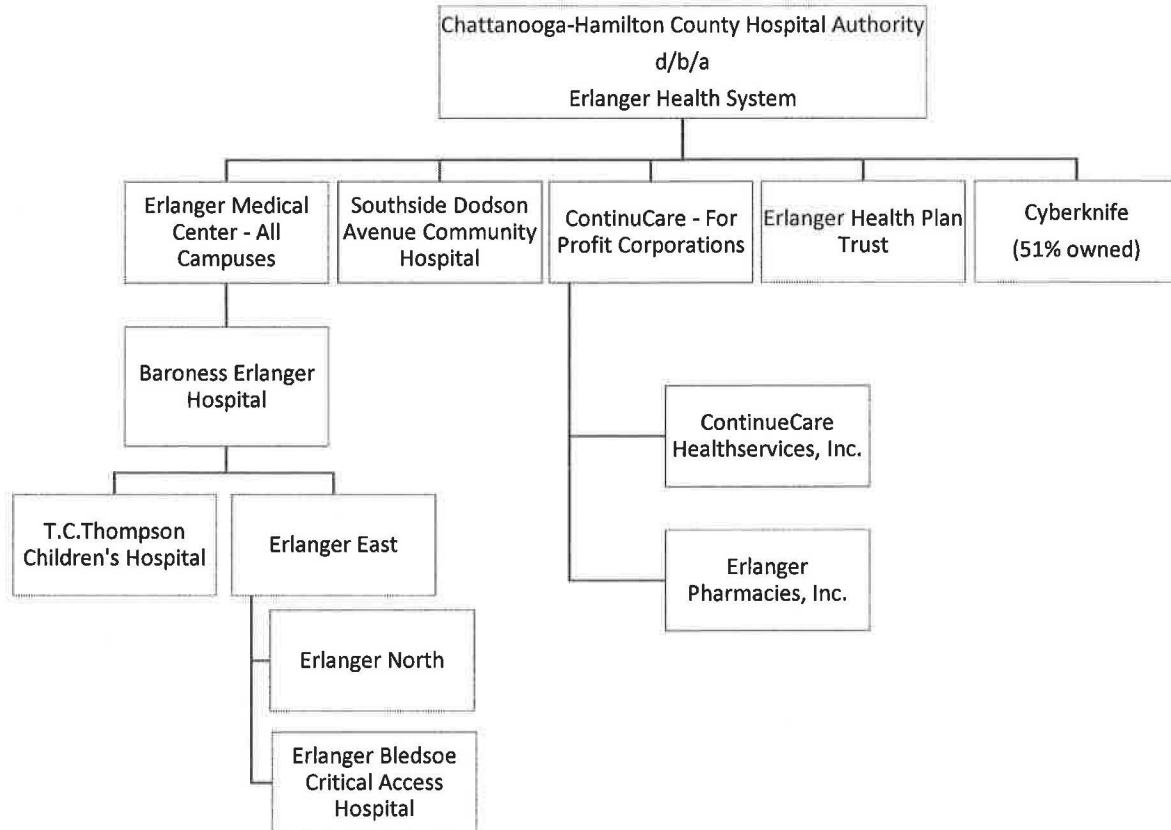 Chattanooga-Hamilton County Hospital Authority
d/b/a
Erlanger Health System
Erlanger Medical
Center - All
Campuses
Southside Dodson
Avenue Community
Hospital
ContinuCare - For
Profit Corporations
Erlanger Health Plan
Trust
Cyberknife
(51% owned)
Baroness Erlanger
Hospital
T.C.Thompson
Children's Hospital
Erlanger East
Erlanger North
Erlanger Bledsoe
Critical Access
Hospital
ContinueCare
Healthservices, Inc.
Erlanger
Pharmacies, Inc.